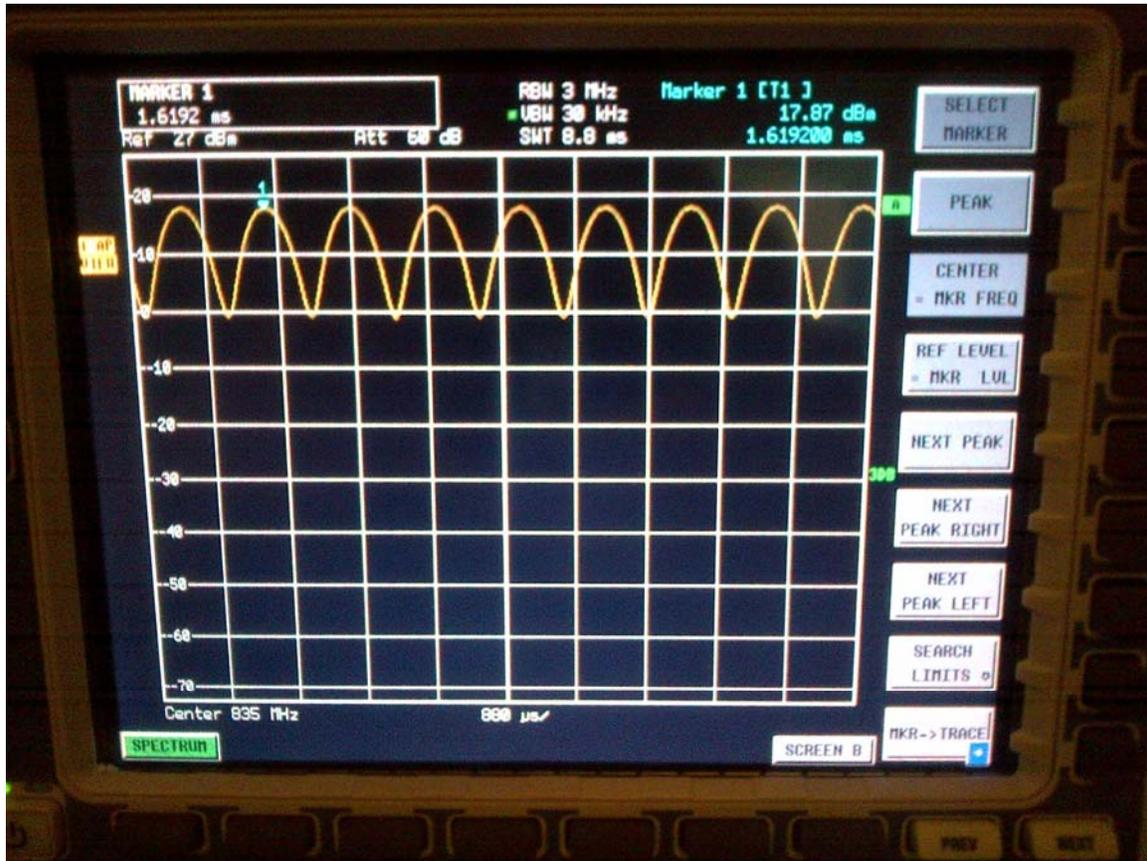 MARKER 1
1.6192 ms
Ref 27 dBm
Att 60 dB
RBW 3 MHz
VBW 30 kHz
SWT 8.8 ms
Marker 1 [T1 ]
17.87 dBm
1.619200 ms
SELECT
MARKER
1
A
PEAK
20
10
VIEW
0
CENTER
= MKR FREQ
-10
REF LEVEL
= MKR LVL
-20
NEXT PEAK
-30
3DB
NEXT
PEAK RIGHT
-40
-50
NEXT
PEAK LEFT
-60
SEARCH
LIMITS
-70
Center 835 MHz
880 µs/
MKR->TRACE
SPECTRUM
SCREEN B
PREV
NEXT